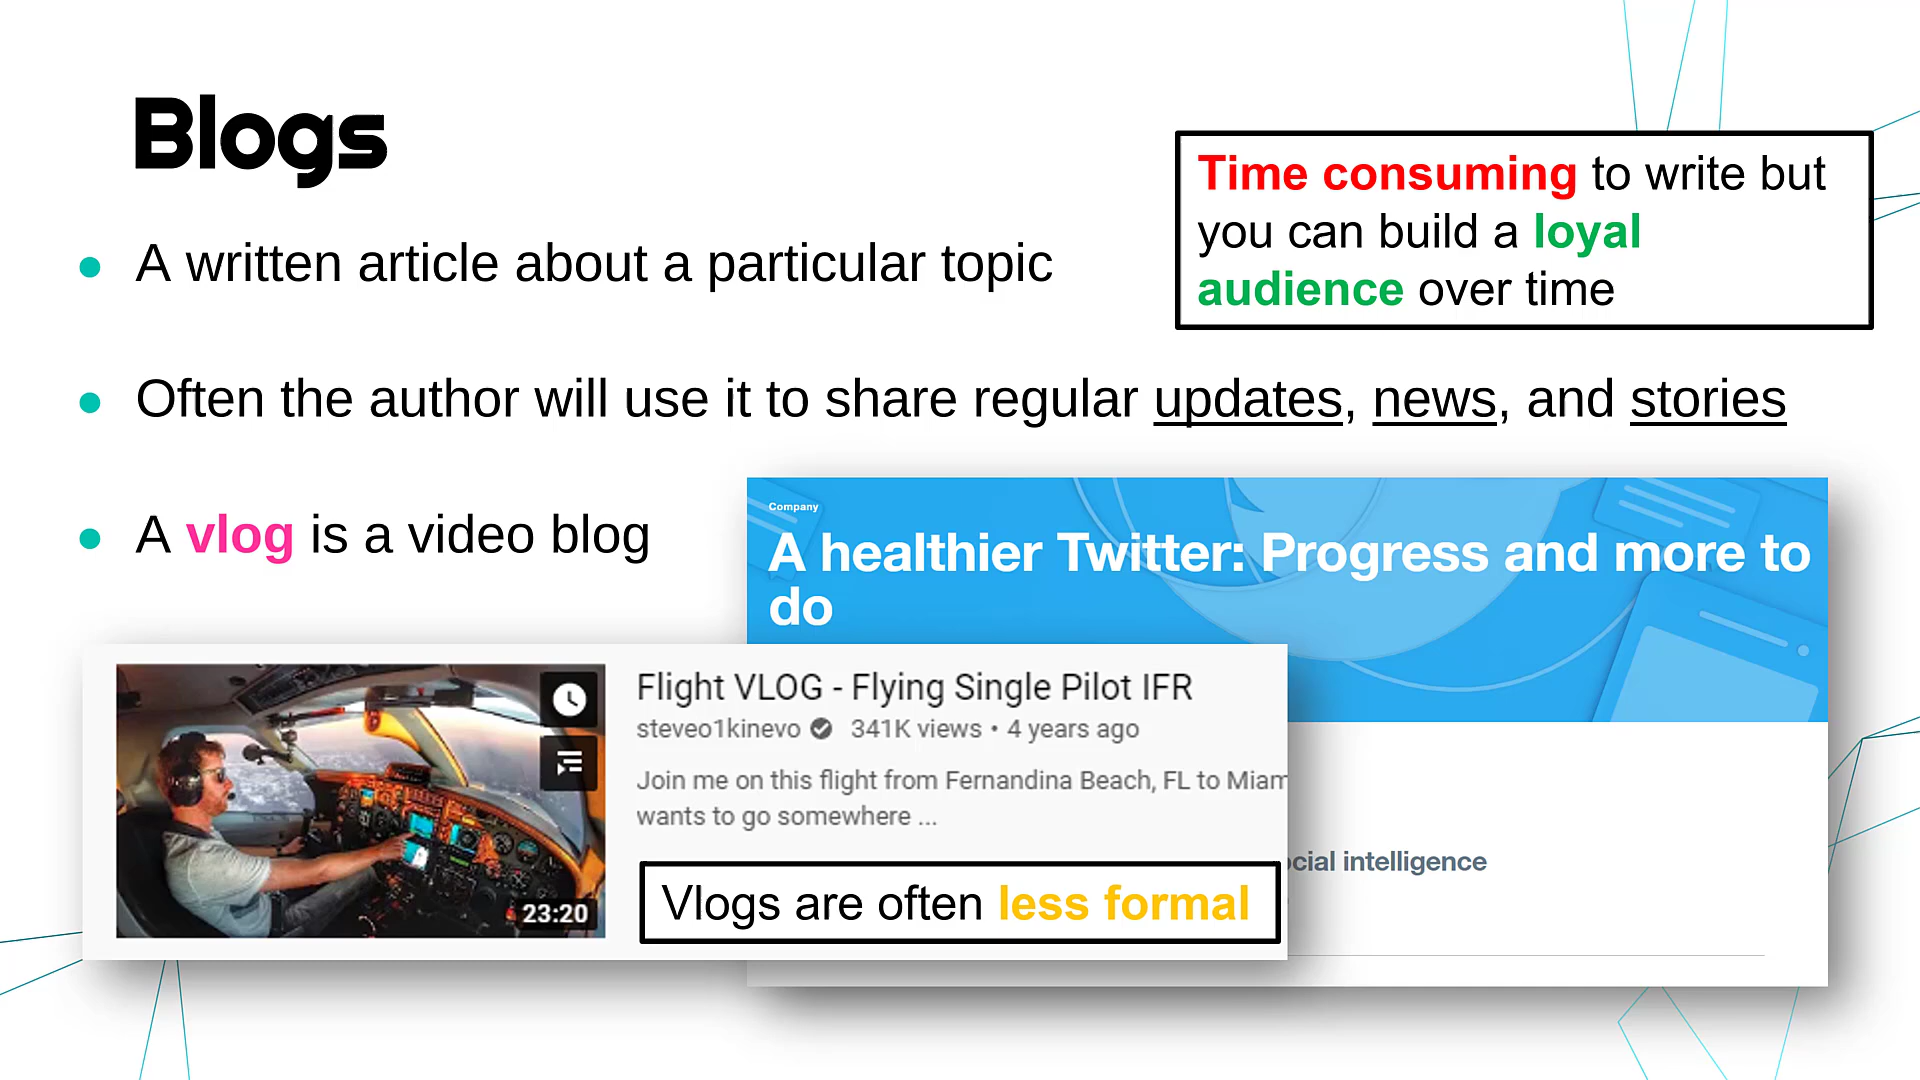 Blogs
Time consuming to write but
you can build a loyal
audience over time
A written article about a particular topic
Often the author will use it to share regular updates, news, and stories
A vlog is a video blog
Company
A healthier Twitter: Progress and more to
do
Flight VLOG - Flying Single Pilot IFR
steveo1kinevo 341K views • 4 years ago
Join me on this flight from Fernandina Beach, FL to
wants to go somewhere ...
23:20
Vlogs are often less formal
intelligence